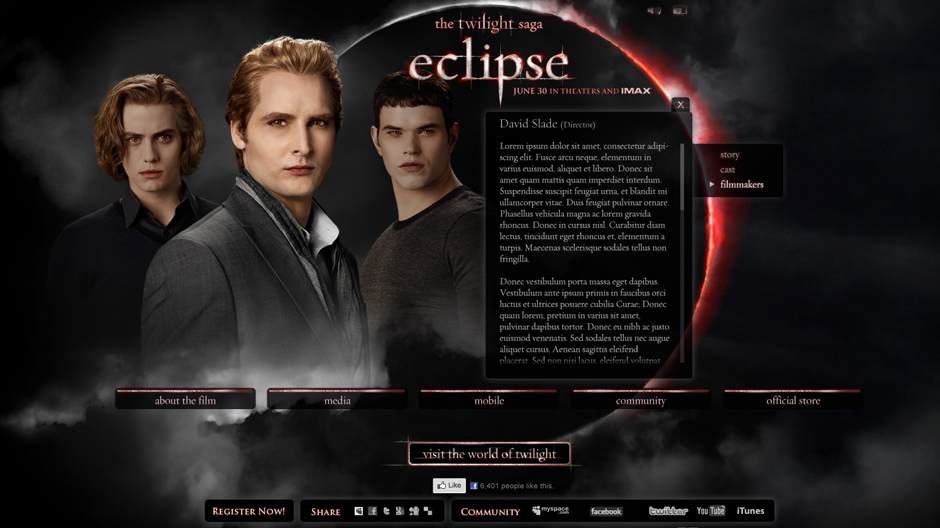 the twilight saga
eclipse
JUNE 30 IN THEATERS AND IMAX
X
David Slade (Director)
Lorem ipsum dolor sit amet, consectetur adipi-
scing elit. Fusce arcu neque, elementum in
varius euismod, aliquet et libero. Donec sit
amet quam mattis quam imperdiet interdum.
Suspendisse suscipit feugiat urna, et blandit mi
ullamcorper vitae. Duis feugiat pulvinar ornare.
Phasellus vehicula magna ac lorem gravida
rhoncus. Donec in cursus nisl. Curabitur diam
lectus, tincidunt eget rhoncus et, elementum a
turpis. Maecenas scelerisque sodales tellus non
fringilla.
Donec vestibulum porta massa eget dapibus.
Vestibulum ante ipsum primis in faucibus orci
luctus et ultrices posuere cubilia Curae; Donec
quam lorem, pretium in varius sit amet,
pulvinar dapibus tortor. Donec eu nibh ac justo
euismod venenatis. Sed sodales tellus nec augue
aliquet cursus. Aenean sagittis eleifend
placerat. Sed non nisi lacus, eleifend volutpat
story
cast
filmmakers
about the film
media
mobile
community
official store
visit the world of twilight
Like
6,401 people like this.
REGISTER NOW!
SHARE
COMMUNITY
myspace.com
facebook
twitter
YouTube
iTunes